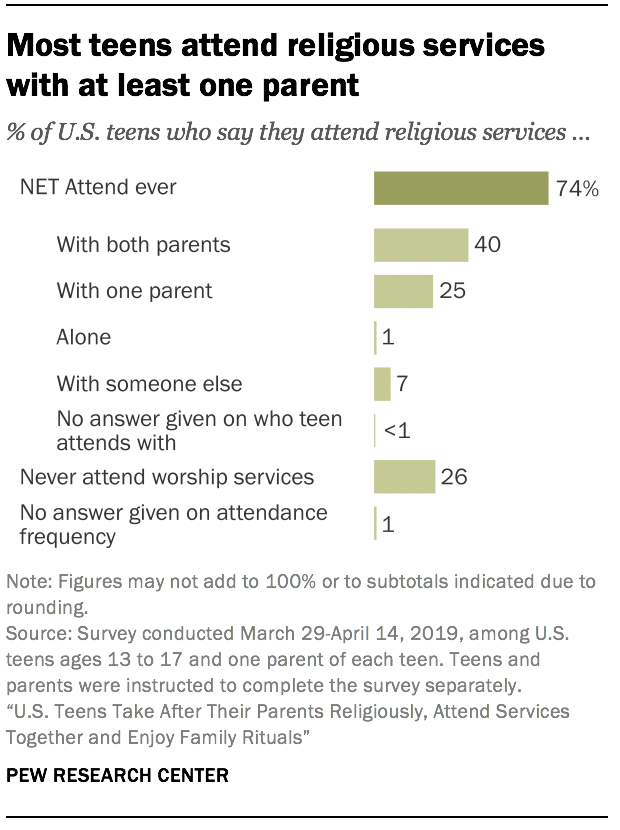 Most teens attend religious services
with at least one parent
% of U.S. teens who say they attend religious services ...
NET Attend ever 74%
With both parents 40
With one parent 25
Alone 1
With someone else 7
No answer given on who teen
attends with <1
Never attend worship services 26
No answer given on attendance
frequency 1
Note: Figures may not add to 100% or to subtotals indicated due to
rounding.
Source: Survey conducted March 29-April 14, 2019, among U.S.
teens ages 13 to 17 and one parent of each teen. Teens and
parents were instructed to complete the survey separately.
“U.S. Teens Take After Their Parents Religiously, Attend Services
Together and Enjoy Family Rituals”
PEW RESEARCH CENTER